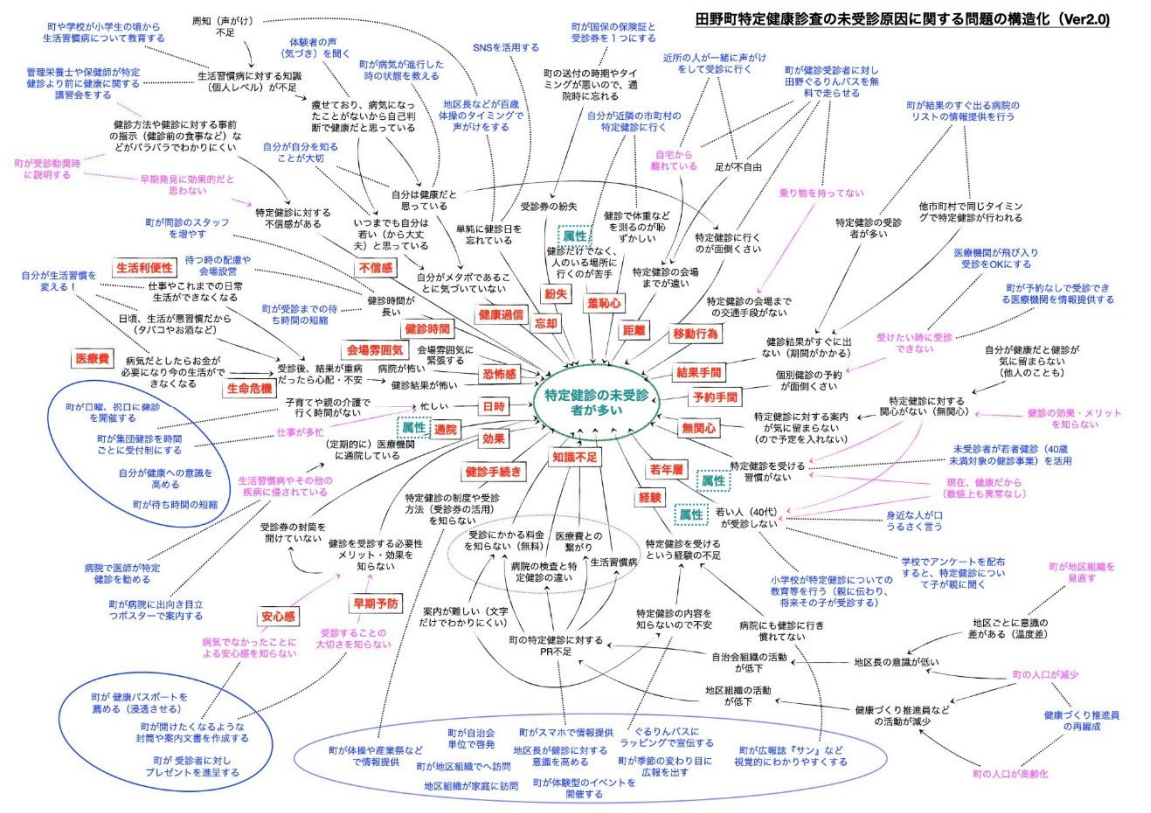 田野町特定健康診査の未受診原因に関する問題の構造化（Ver2.0）
町や学校が小学生の頃から
生活習慣病について教育する
周知（声がけ）
不足
体験者の声
（気づき）を聞く
SNSを活用する
町が国保の保険証と
受診券を１つにする
管理栄養士や保健師が特定
健診より前に健康に関する
講習会をする
生活習慣病に対する知識
（個人レベル）が不足
町が病気が進行した
時の状態を教える
町の送付の時期やタイ
ミングが悪いので、通
院時に忘れる
近所の人が一緒に声がけ
をして受診に行く
町が健診受診者に対し
田野ぐるりんバスを無
料で走らせる
痩せており、病気になっ
たことがないから自己判
断で健康だと思っている
地区長などが百歳
体操のタイミングで
声がけをする
自分が近隣の市町村の
特定健診に行く
町が結果のすぐ出る病院の
リストの情報提供を行う
健診方法や健診に対する事前
の指示（健診前の食事など）な
どがバラバラでわかりにくい
自分が自分を知る
ことが大切
自宅から
離れている
足が不自由
町が受診勧奨時
に説明する
早期発見に効果的だと
思わない
自分は健康だと
思っている
受診券の紛失
乗り物を持ってない
特定健診に対する
不信感がある
いつまでも自分は
若い（から大丈
夫）と思っている
単純に健診日を
忘れている
健診で体重など
を測るのが恥
ずかしい
特定健診に行く
のが面倒くさい
特定健診の受診
者が多い
他市町村で同じタイミン
グで特定健診が行われる
町が問診のスタッフ
を増やす
属性
健診だけでなく、
人のいる場所に
行くのが苦手
特定健診の会場
までが遠い
医療機関が飛び入り
受診をOKにする
自分が生活習慣を
変える！
生活利便性
待つ時の配慮や
会場設営
不信感
自分がメタボであるこ
とに気づいていない
仕事やこれまでの日常
生活ができなくなる
紛失
羞恥心
特定健診の会場まで
の交通手段がない
町が予約なしで受診でき
る医療機関を情報提供する
健診時間が
長い
町が受診までの待
ち時間の短縮
健康過信
忘却
距離
移動行為
日頃、生活が悪習慣だから
（タバコやお酒など）
健診時間
健診結果がすぐに出
ない（期間がかかる）
受けたい時に受診
できない
医療費
病気だとしたらお金が
必要になり今の生活がで
きなくなる
会場雰囲気
会場雰囲気に
緊張する
自分が健康だと健診が
気に留まらない
（他人のことも）
受診後、結果が重病
だったら心配・不安
病院が怖い
恐怖感
結果手間
個別健診の予約
が面倒くさい
生命危機
健診結果が怖い
特定健診の未受診
者が多い
予約手間
町が日曜、祝日に健診
を開催する
子育てや親の介護で
行く時間がない
忙しい
日時
特定健診に対する
関心がない（無関心）
健診の効果・メリット
を知らない
特定健診に対する案内
が気に留まらない
（ので予定を入れない）
町が集団健診を時間
ごとに受付制にする
仕事が多忙
属性
通院
無関心
効果
（定期的に）医療機関
に通院している
知識不足
未受診者が若者健診（40歳
未満対象の健診事業）を活用
自分が健康への意識を
高める
健診手続き
若年層
特定健診を受ける
習慣がない
属性
生活習慣病やその他の
疾病に侵されている
現在、健康だから
（数値上も異常なし）
町が待ち時間の短縮
特定健診の制度や受診
方法（受診券の活用）
を知らない
経験
属性
若い人（40代）
が受診しない
身近な人が口
うるさく言う
受診券の封筒を
開けていない
受診にかかる料金
を知らない（無料）
医療費との
繋がり
健診を受診する必要性
メリット・効果を
知らない
特定健診を受ける
という経験の不足
病院で医師が特定
健診を勧める
病院の検査と特
定健診の違い
生活習慣病
学校でアンケートを配布
すると、特定健診につい
て子が親に聞く
小学校が特定健診についての
教育等を行う（親に伝わり、
将来その子が受診する）
町が地区組織を
見直す
町が病院に出向き目立
つポスターで案内する
早期予防
安心感
案内が難しい（文字
だけでわかりにくい）
特定健診の内容を
知らないので不安
病院にも健診に行き
慣れてない
地区ごとに意識の
差がある（温度差）
病気でなかったことに
よる安心感を知らない
受診することの
大切さを知らない
町の特定健診に対する
PR不足
自治会組織の活動
が低下
地区長の意識が低い
町の人口が減少
町が 健康パスポートを
薦める（浸透させる）
地区組織の活動
が低下
健康づくり推進員など
の活動が減少
健康づくり推進員
の再編成
町が開けたくなるような
封筒や案内文書を作成する
町が 受診者に対し
プレゼントを進呈する
町が体操や産業祭など
で情報提供
町が自治会
単位で啓発
町がスマホで情報提供
ぐるりんバスに
ラッピングで宣伝する
地区長が健診に対する
意識を高める
町が広報誌『サン』など
視覚的にわかりやすくする
町が地区組織でへ訪問
町が季節の変わり目に
広報を出す
地区組織が家庭に訪問
町が体験型のイベントを
開催する
町の人口が高齢化